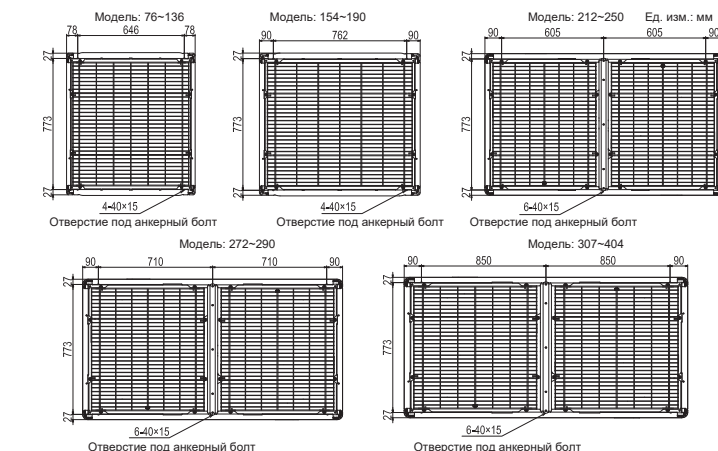 Модель: 76~136
Модель: 154~190
Модель: 212~250
Ед. изм.: мм
78 646 78
90 762 90
90 605 605 90
27
773
27
27
773
27
27
773
27
4-40×15
Отверстие под анкерный болт
4-40×15
Отверстие под анкерный болт
6-40×15
Отверстие под анкерный болт
Модель: 272~290
Модель: 307~404
90 710 710 90
90 850 850 90
27
773
27
27
773
27
6-40×15
Отверстие под анкерный болт
6-40×15
Отверстие под анкерный болт